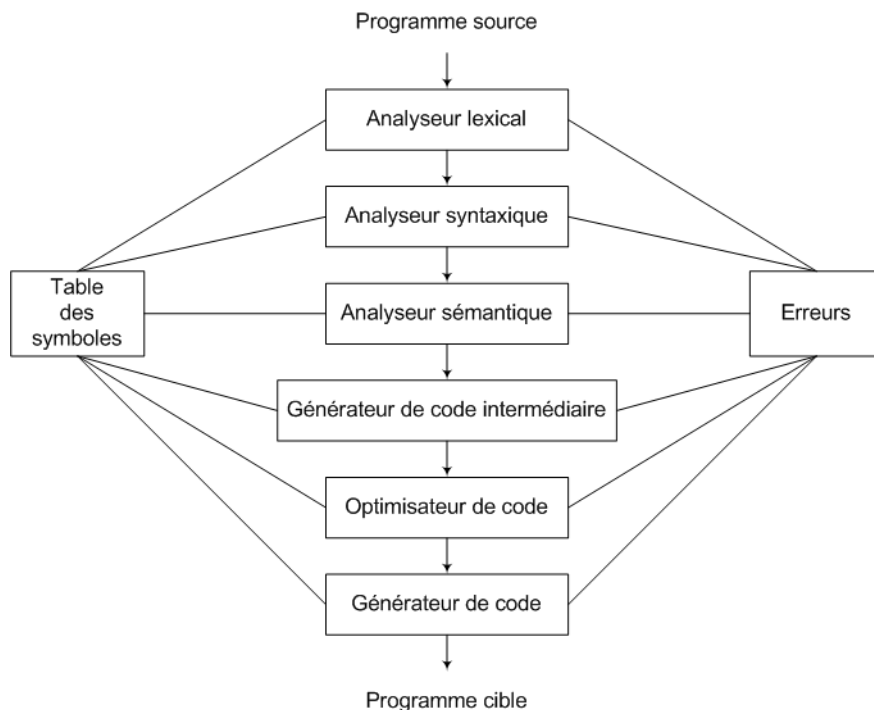 Programme source
Analyseur lexical
Analyseur syntaxique
Table
des
symboles
Analyseur sémantique
Erreurs
Générateur de code intermédiaire
Optimisateur de code
Générateur de code
Programme cible